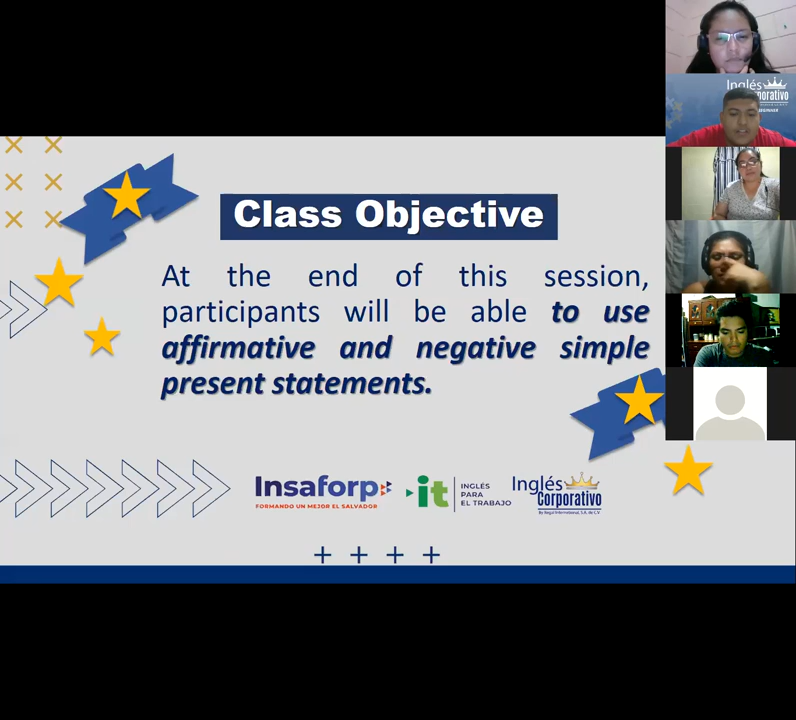 Class Objective
At the end of this session,
participants will be able to use
affirmative and negative simple
present statements.
Insaforp
FORMANDO UN MEJOR EL SALVADOR
it
INGLÉS
PARA
EL TRABAJO
Inglés
Corporativo
Inglés
porativo